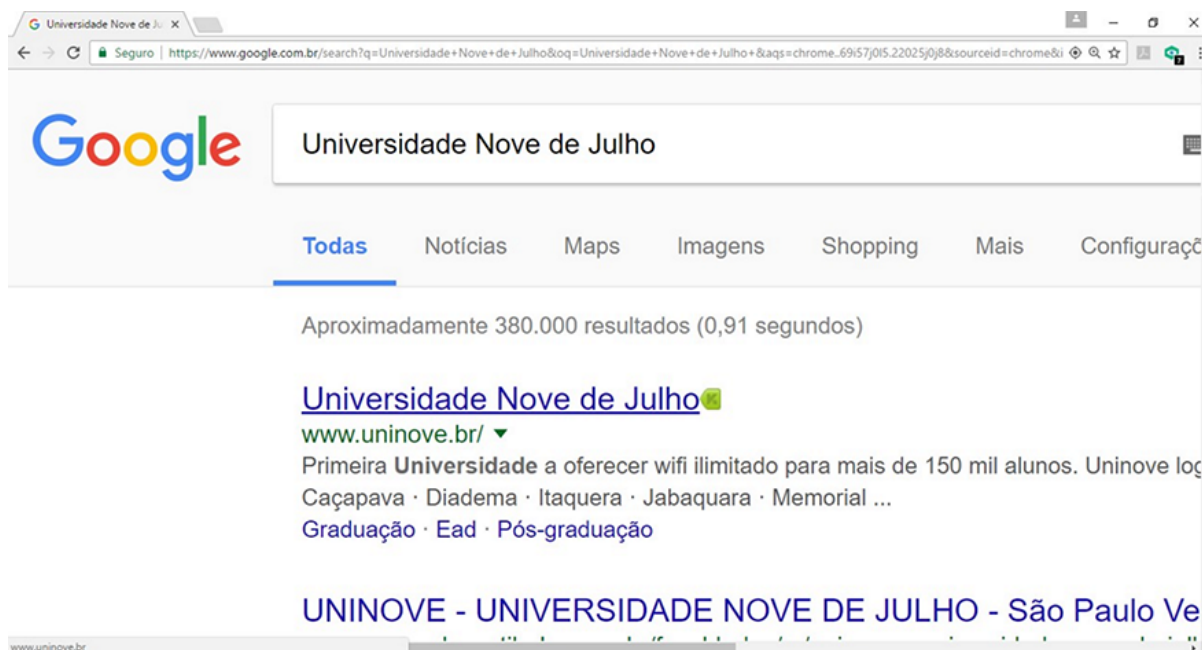 Universidade Nove de Ju
Seguro | https://www.google.com.br/search?q=Universidade+Nove+de+Julho&oq=Universidade+Nove+de+Julho+&aqs=chrome..69i57j0l5.22025j0j8&sourceid=chrome&i
Google
Universidade Nove de Julho
Todas Notícias Maps Imagens Shopping Mais Configuraçõ
Aproximadamente 380.000 resultados (0,91 segundos)
Universidade Nove de Julho
www.uninove.br/
Primeira Universidade a oferecer wifi ilimitado para mais de 150 mil alunos. Uninove log
Caçapava · Diadema · Itaquera · Jabaquara · Memorial ...
Graduação · Ead · Pós-graduação
UNINOVE - UNIVERSIDADE NOVE DE JULHO - São Paulo Ve
www.uninove.br